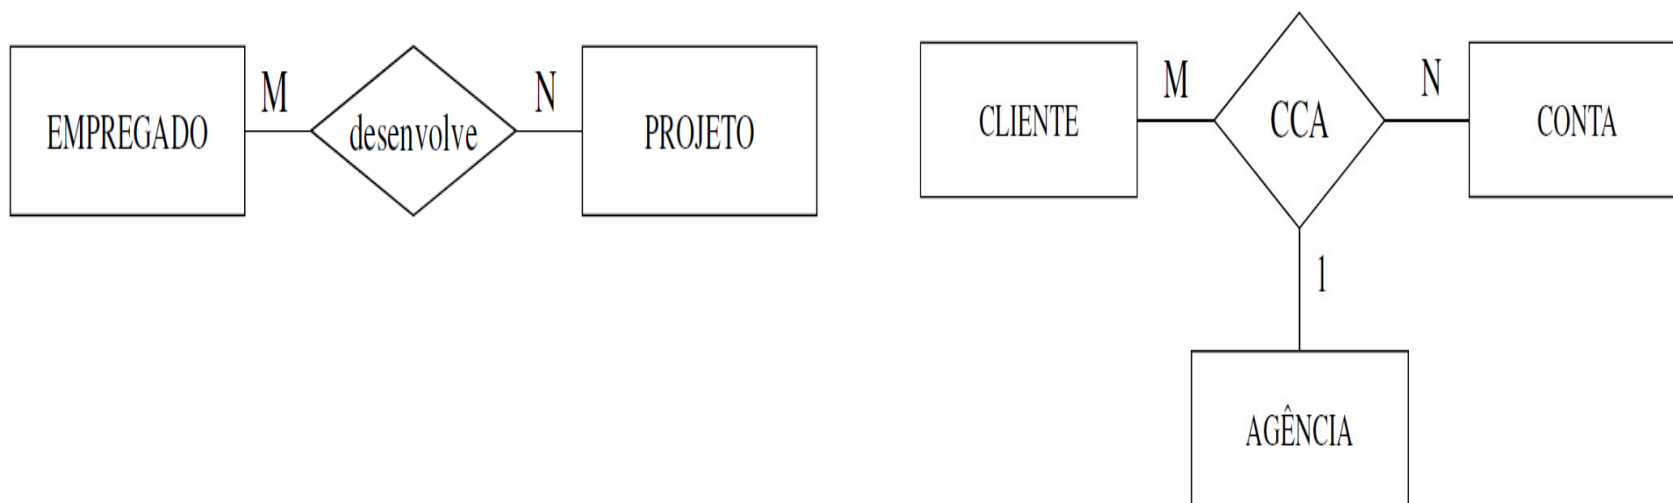 EMPREGADO
M
desenvolve
N
PROJETO
CLIENTE
M
CCA
N
CONTA
1
AGÊNCIA